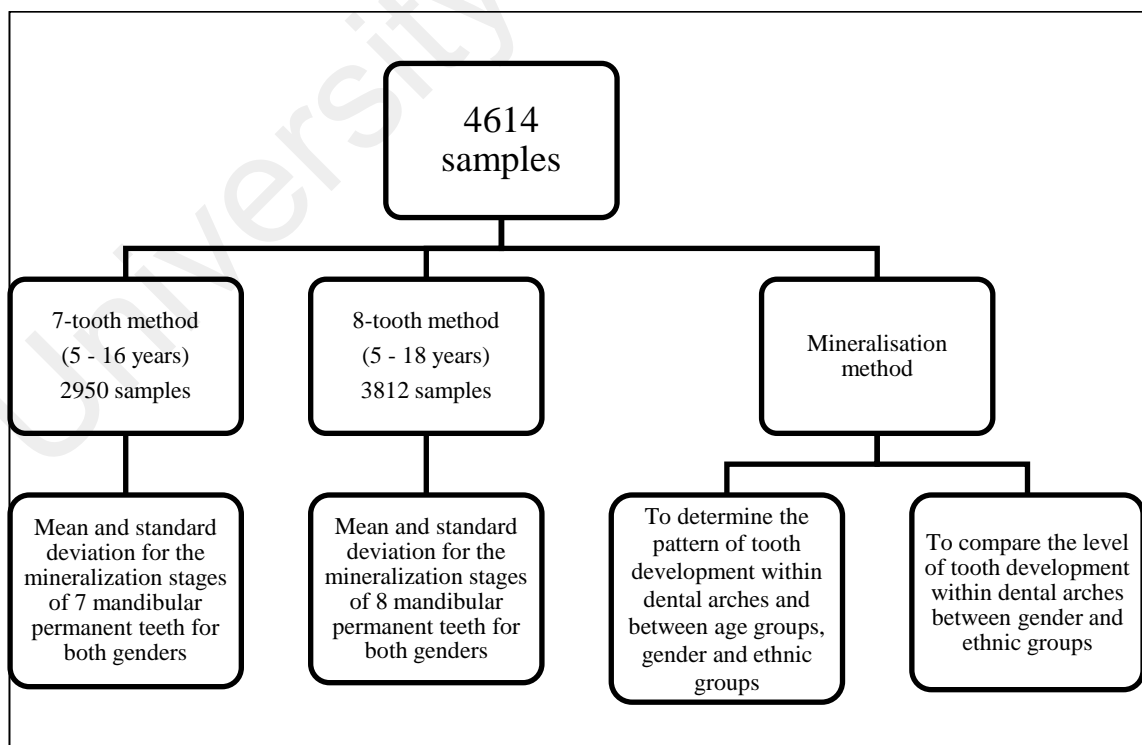 University
4614
samples
7-tooth method
(5 - 16 years)
2950 samples
8-tooth method
(5 - 18 years)
3812 samples
Mineralisation
method
Mean and standard
deviation for the
mineralization stages
of 7 mandibular
permanent teeth for
both genders
Mean and standard
deviation for the
mineralization stages
of 8 mandibular
permanent teeth for
both genders
To determine the
pattern of tooth
development within
dental arches and
between age groups,
gender and ethnic
groups
To compare the level
of tooth development
within dental arches
between gender and
ethnic groups